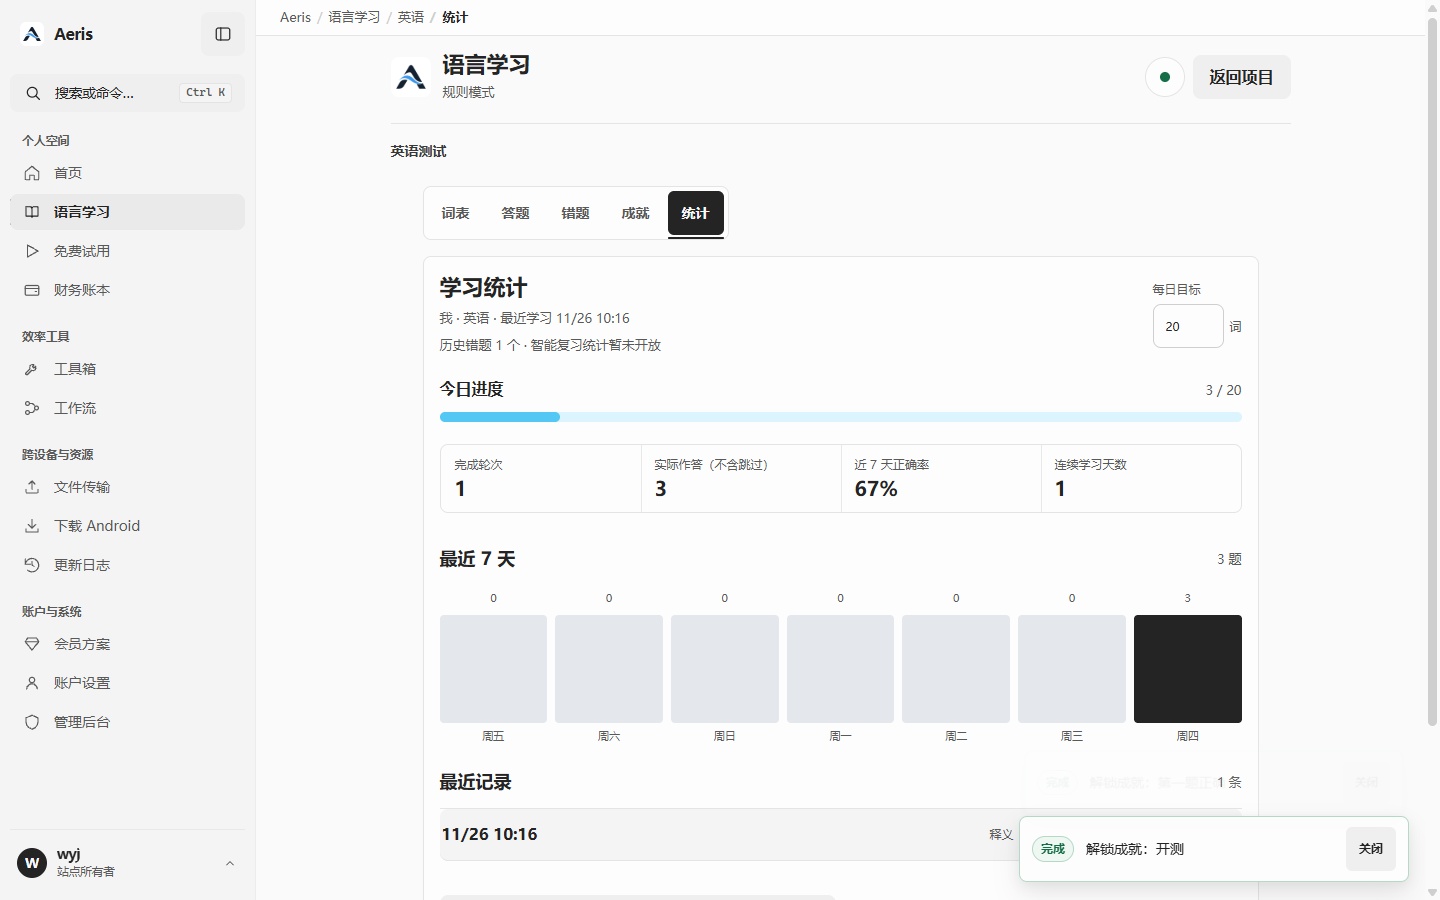 Aeris
搜索或命令... Ctrl K
个人空间
首页
语言学习
免费试用
财务账本
效率工具
工具箱
工作流
跨设备与资源
文件传输
下载 Android
更新日志
账户与系统
会员方案
账户设置
管理后台
W
wyj
站点所有者
Aeris / 语言学习 / 英语 / 统计
语言学习
规则模式
返回项目
英语测试
词表 答题 错题 成就 统计
学习统计
我 · 英语 · 最近学习 11/26 10:16
历史错题 1 个 · 智能复习统计暂未开放
每日目标
20 词
今日进度 3 / 20
完成轮次
1
实际作答（不含跳过）
3
近 7 天正确率
67%
连续学习天数
1
最近 7 天 3 题
0 0 0 0 0 0 3
周五 周六 周日 周一 周二 周三 周四
最近记录 1 条
11/26 10:16 释义
完成 解锁成就：开测 关闭